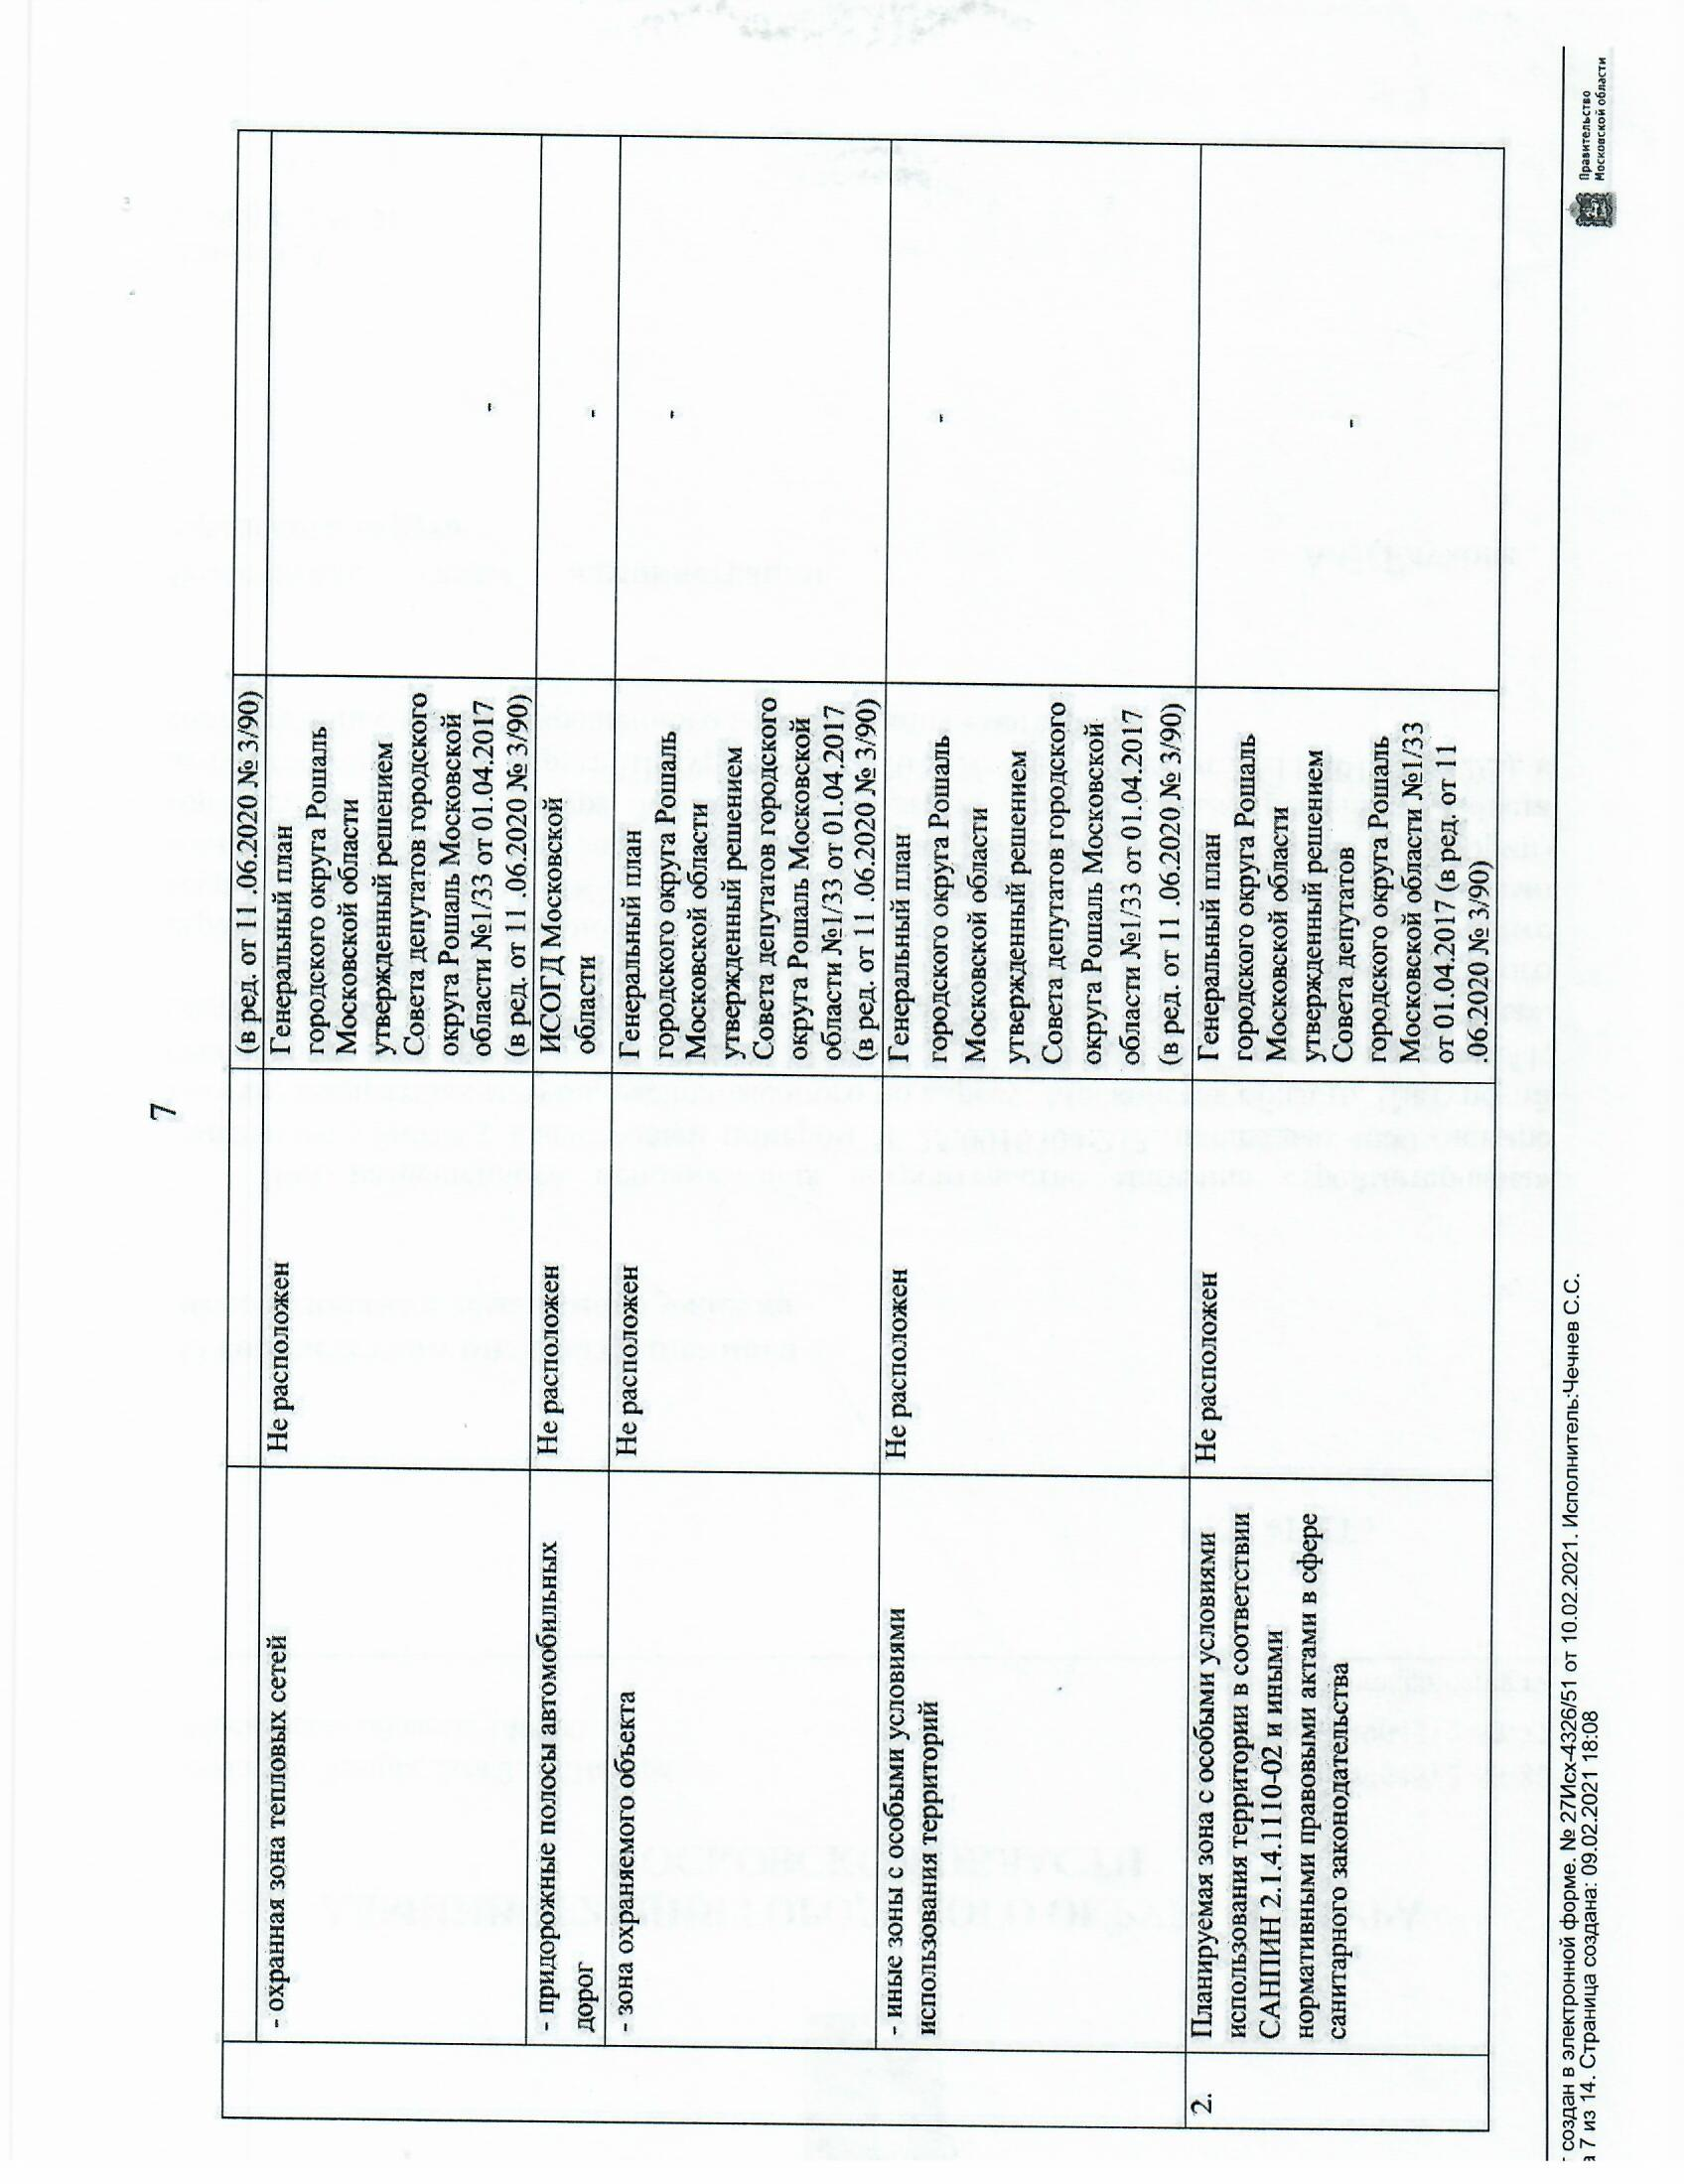 7
(в ред. от 11 .06.2020 № 3/90)
- охранная зона тепловых сетей
Не расположен
Генеральный план
городского округа Рошаль
Московской области
утвержденный решением
Совета депутатов городского
округа Рошаль Московской
области №1/33 от 01.04.2017
(в ред. от 11 .06.2020 № 3/90)
-
- придорожные полосы автомобильных
дорог
Не расположен
ИСОГД Московской
области
-
- зона охраняемого объекта
Не расположен
Генеральный план
городского округа Рошаль
Московской области
утвержденный решением
Совета депутатов городского
округа Рошаль Московской
области №1/33 от 01.04.2017
(в ред. от 11 .06.2020 № 3/90)
-
- иные зоны с особыми условиями
использования территорий
Не расположен
Генеральный план
городского округа Рошаль
Московской области
утвержденный решением
Совета депутатов городского
округа Рошаль Московской
области №1/33 от 01.04.2017
(в ред. от 11 .06.2020 № 3/90)
-
2.
Планируемая зона с особыми условиями
использования территории в соответствии
САНПИН 2.1.4.1110-02 и иными
нормативными правовыми актами в сфере
санитарного законодательства
Не расположен
Генеральный план
городского округа Рошаль
Московской области
утвержденный решением
Совета депутатов
городского округа Рошаль
Московской области №1/33
от 01.04.2017 (в ред. от 11
.06.2020 № 3/90)
-
создан в электронной форме. № 27Исх-4326/51 от 10.02.2021. Исполнитель:Чечнев С.С.
а 7 из 14. Страница создана: 09.02.2021 18:08
Правительство
Московской области